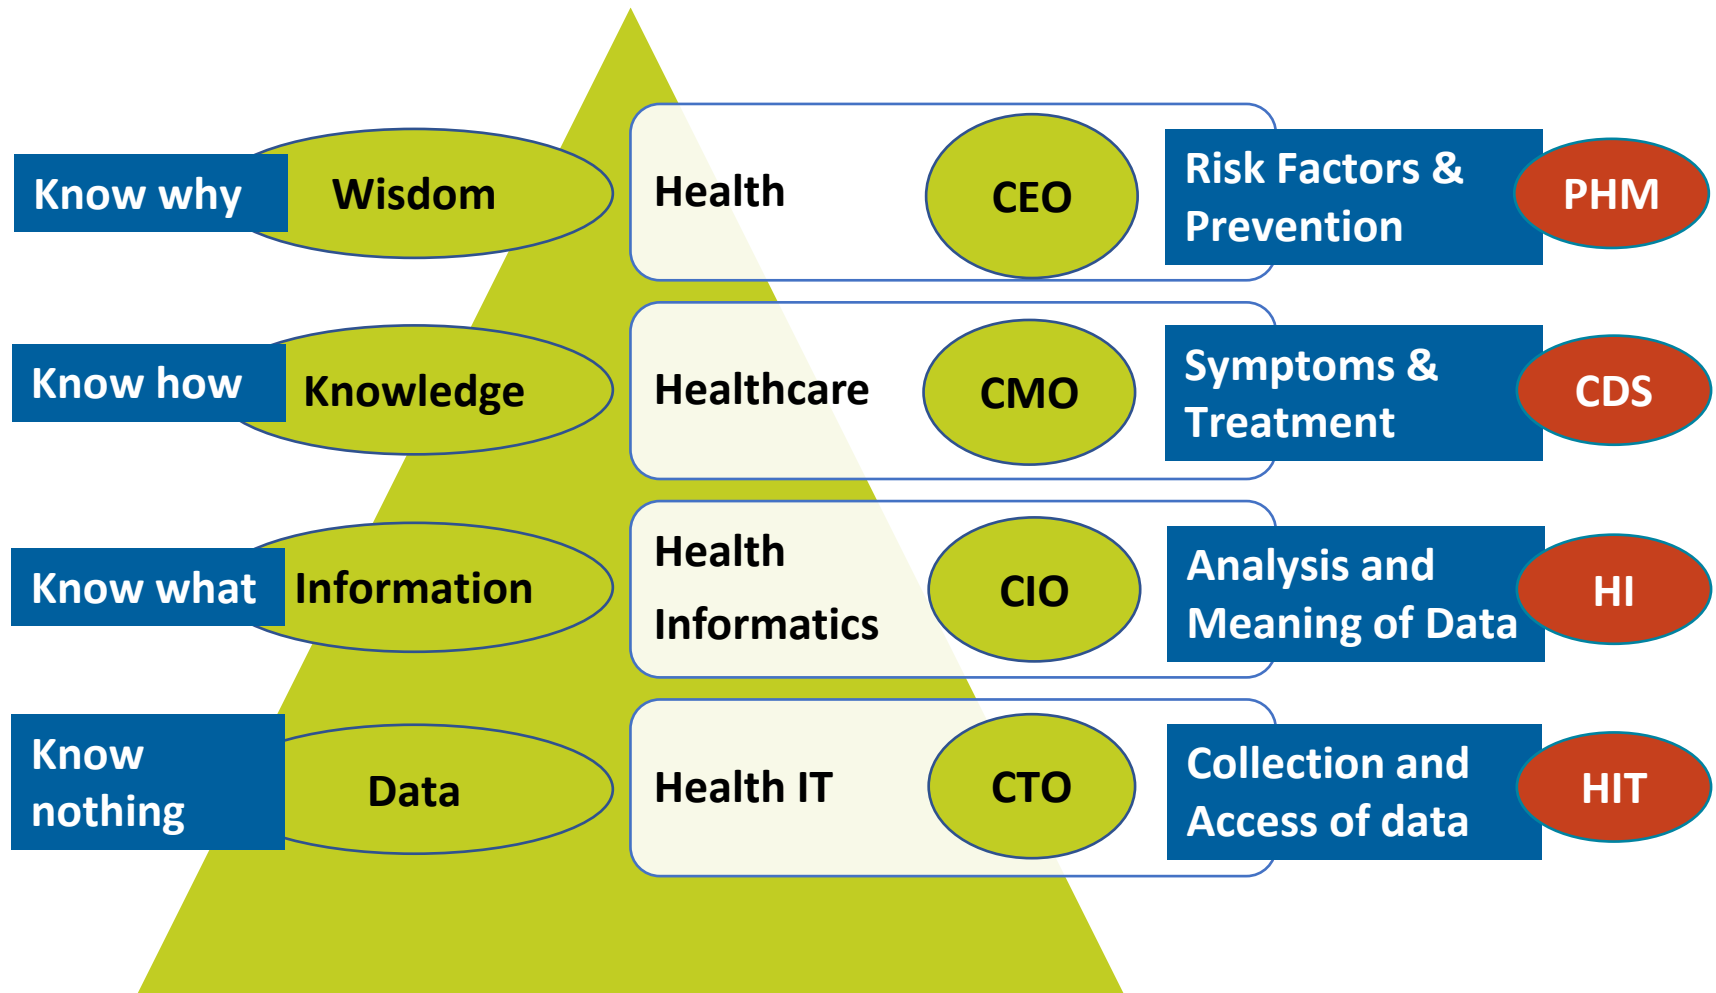 Know why
Wisdom
Health
CEO
Risk Factors &
Prevention
PHM
Know how
Knowledge
Healthcare
CMO
Symptoms &
Treatment
CDS
Know what
Information
Health
Informatics
CIO
Analysis and
Meaning of Data
HI
Know
nothing
Data
Health IT
CTO
Collection and
Access of data
HIT